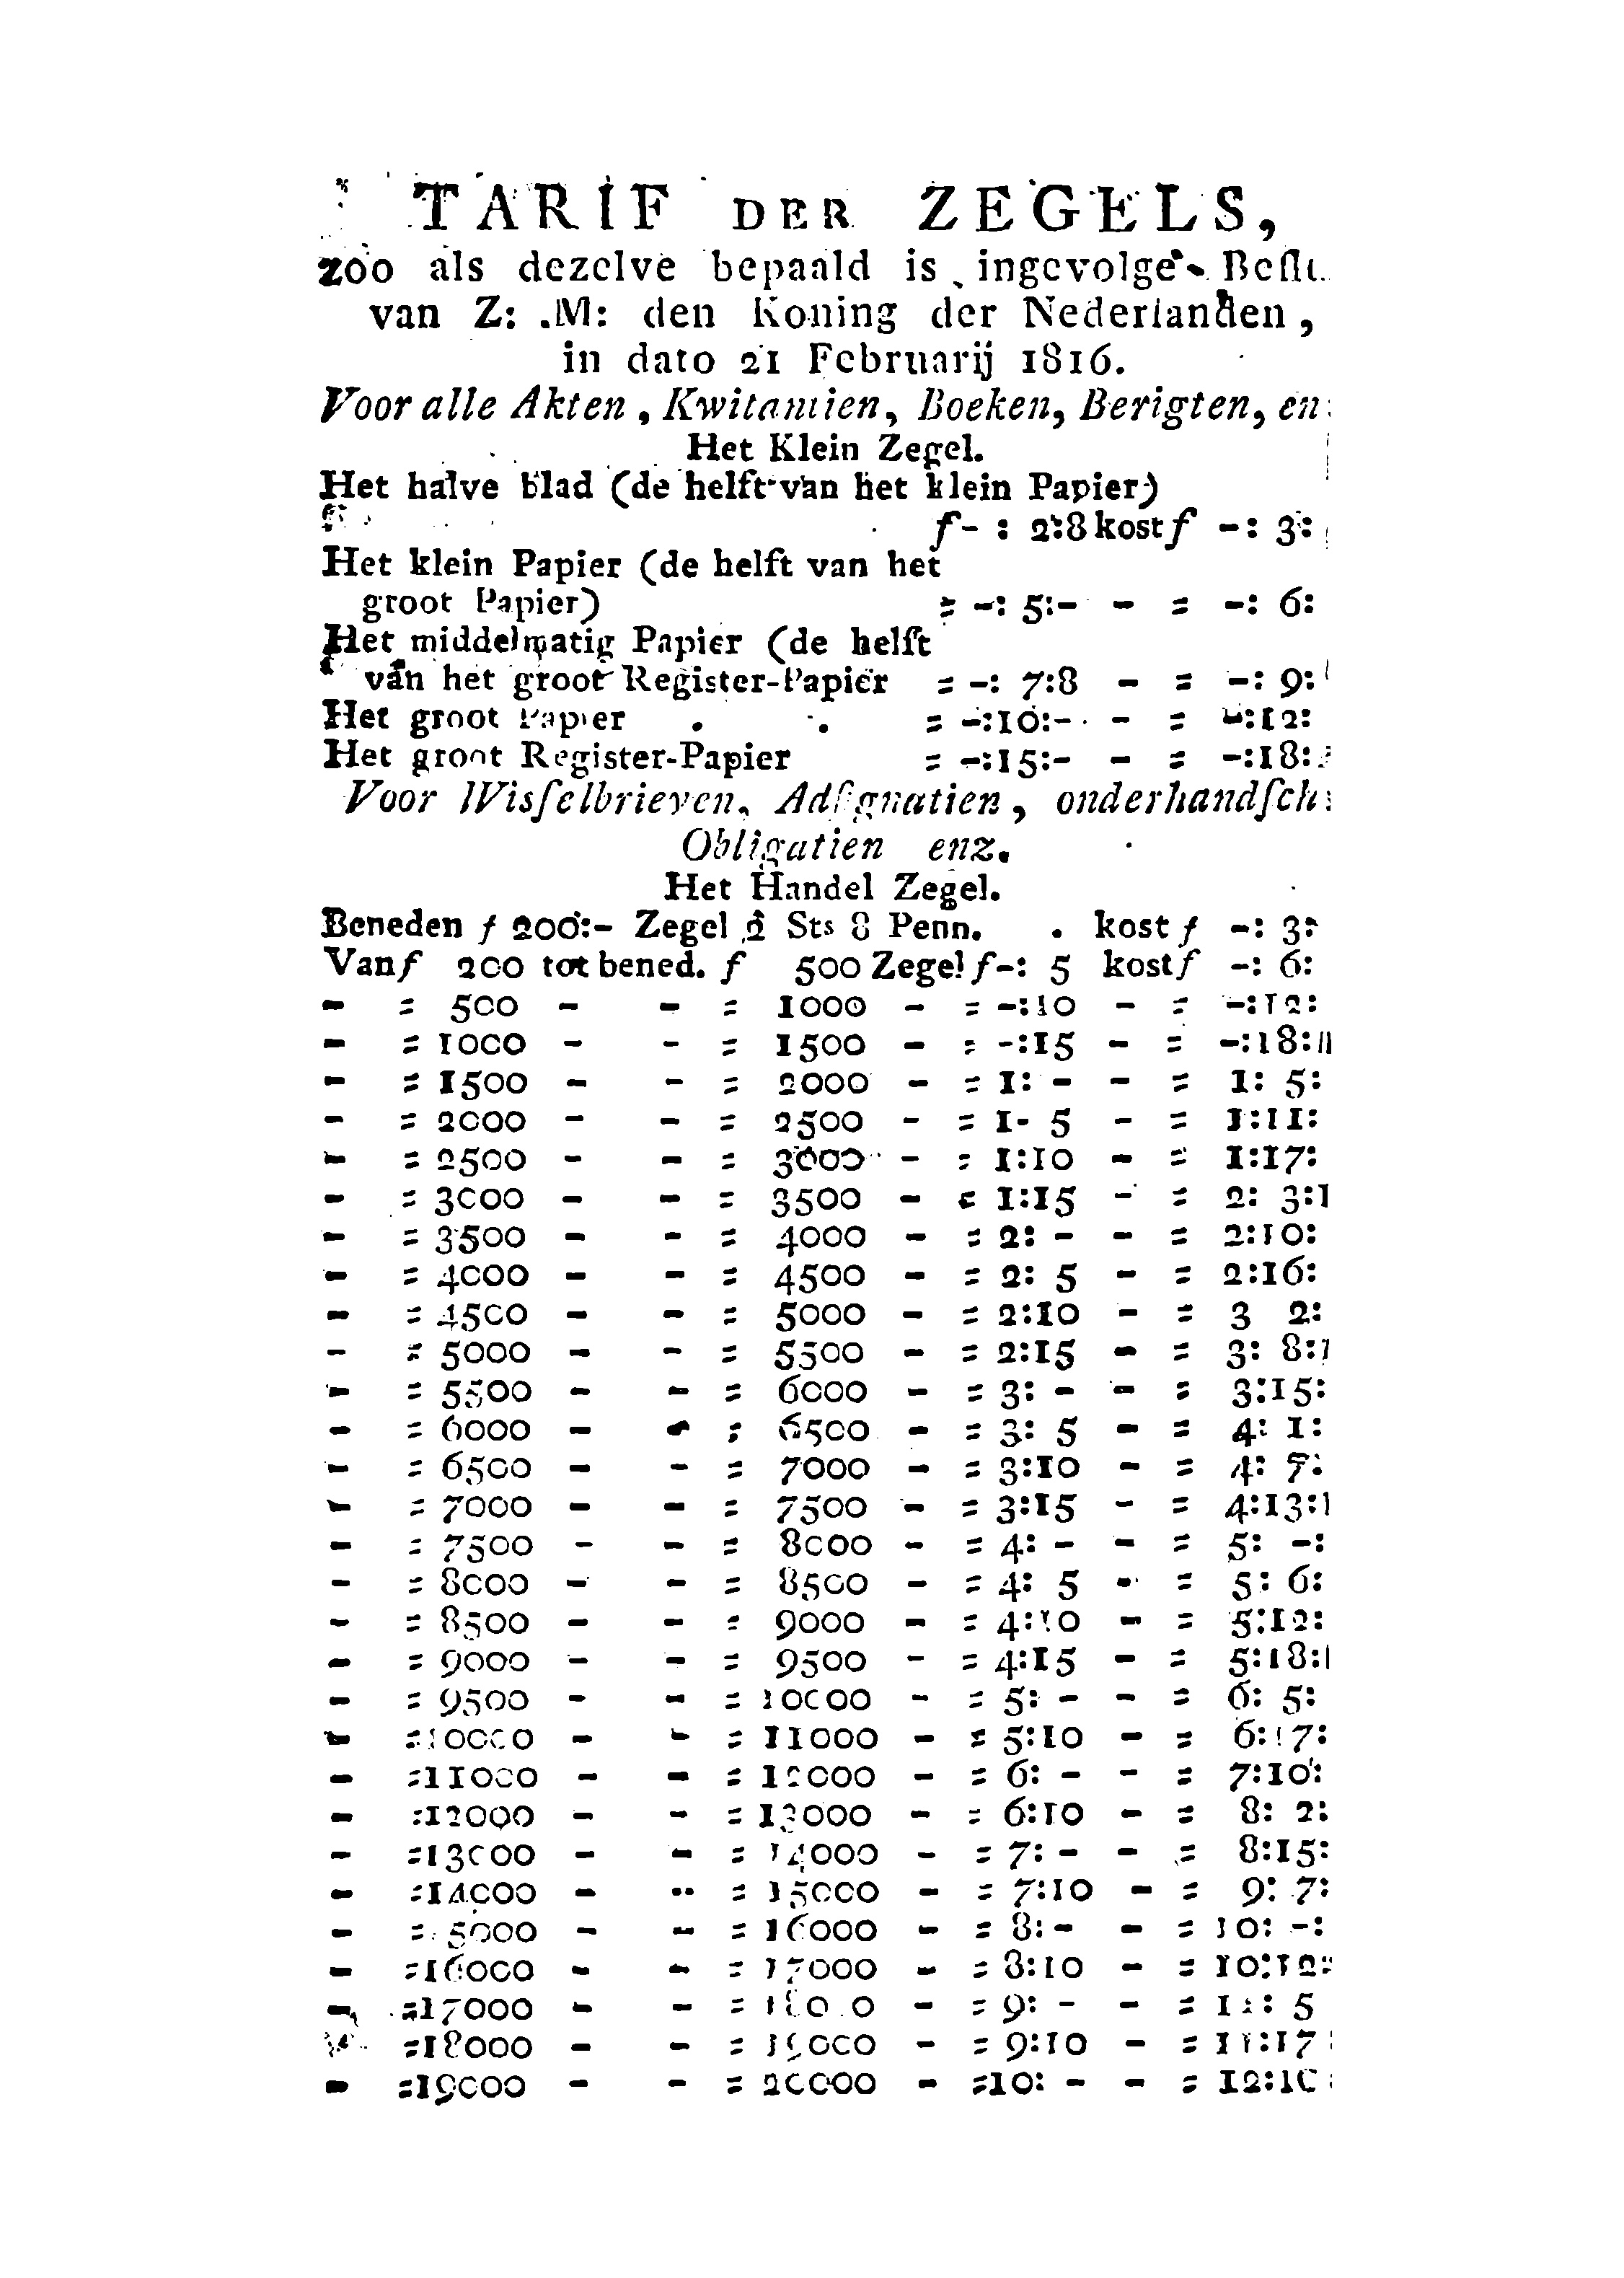 TARIF DER ZEGELS,
zoo als dezelve bepaald is, ingevolge
van Z: M: den Koning der Nederlanden,
in dato 21 Februarij 1816.
Voor alle Akten, Kwitantien, Boeken, Berigten, en
Het Klein Zegel.
Het halve blad (de helft van het klein Papier)
f - : 2:8 kost f -: 3:
Het klein Papier (de helft van het
groot Papier) = -: 5:- - = -: 6:
Het middelmatig Papier (de helft
van het groot Register-Papier = -: 7:8 - = -: 9:
Het groot Papier . . = -:10:- - = -:12:
Het groot Register-Papier = -:15:- - = -:18:
Voor Wisſelbrieven, Adſignatien, onderhandſch
Obligatien enz.
Het Handel Zegel.
Beneden f 200:- Zegel 2 Sts 8 Penn. . kost f -: 3:
Van f 200 tot bened. f 500 Zegel f -: 5 kost f -: 6:
- = 500 - - = 1000 - = -:10 - = -:12:
- = 1000 - - = 1500 - = -:15 - = -:18:
- = 1500 - - = 2000 - = 1: - - = 1: 5:
- = 2000 - - = 2500 - = 1- 5 - = 1:11:
- = 2500 - - = 3000 - = 1:10 - = 1:17:
- = 3000 - - = 3500 - = 1:15 - = 2: 3:1
- = 3500 - - = 4000 - = 2: - - = 2:10:
- = 4000 - - = 4500 - = 2: 5 - = 2:16:
- = 4500 - - = 5000 - = 2:10 - = 3 2:
- = 5000 - - = 5500 - = 2:15 - = 3: 8:1
- = 5500 - - = 6000 - = 3: - - = 3:15:
- = 6000 - - = 6500 - = 3: 5 - = 4: 1:
- = 6500 - - = 7000 - = 3:10 - = 4: 7:
- = 7000 - - = 7500 - = 3:15 - = 4:13:1
- = 7500 - - = 8000 - = 4: - - = 5: -:
- = 8000 - - = 8500 - = 4: 5 - = 5: 6:
- = 8500 - - = 9000 - = 4:10 - = 5:12:
- = 9000 - - = 9500 - = 4:15 - = 5:18:1
- = 9500 - - = 10000 - = 5: - - = 6: 5:
- = 10000 - - = 11000 - = 5:10 - = 6:17:
- = 11000 - - = 12000 - = 6: - - = 7:10:
- = 12000 - - = 13000 - = 6:10 - = 8: 2:
- = 13000 - - = 14000 - = 7: - - = 8:15:
- = 14000 - - = 15000 - = 7:10 - = 9: 7:
- = 15000 - - = 16000 - = 8: - - = 10: -:
- = 16000 - - = 17000 - = 8:10 - = 10:12:
- = 17000 - - = 18000 - = 9: - - = 11: 5
- = 18000 - - = 19000 - = 9:10 - = 11:17
- = 19000 - - = 20000 - = 10: - - = 12:10